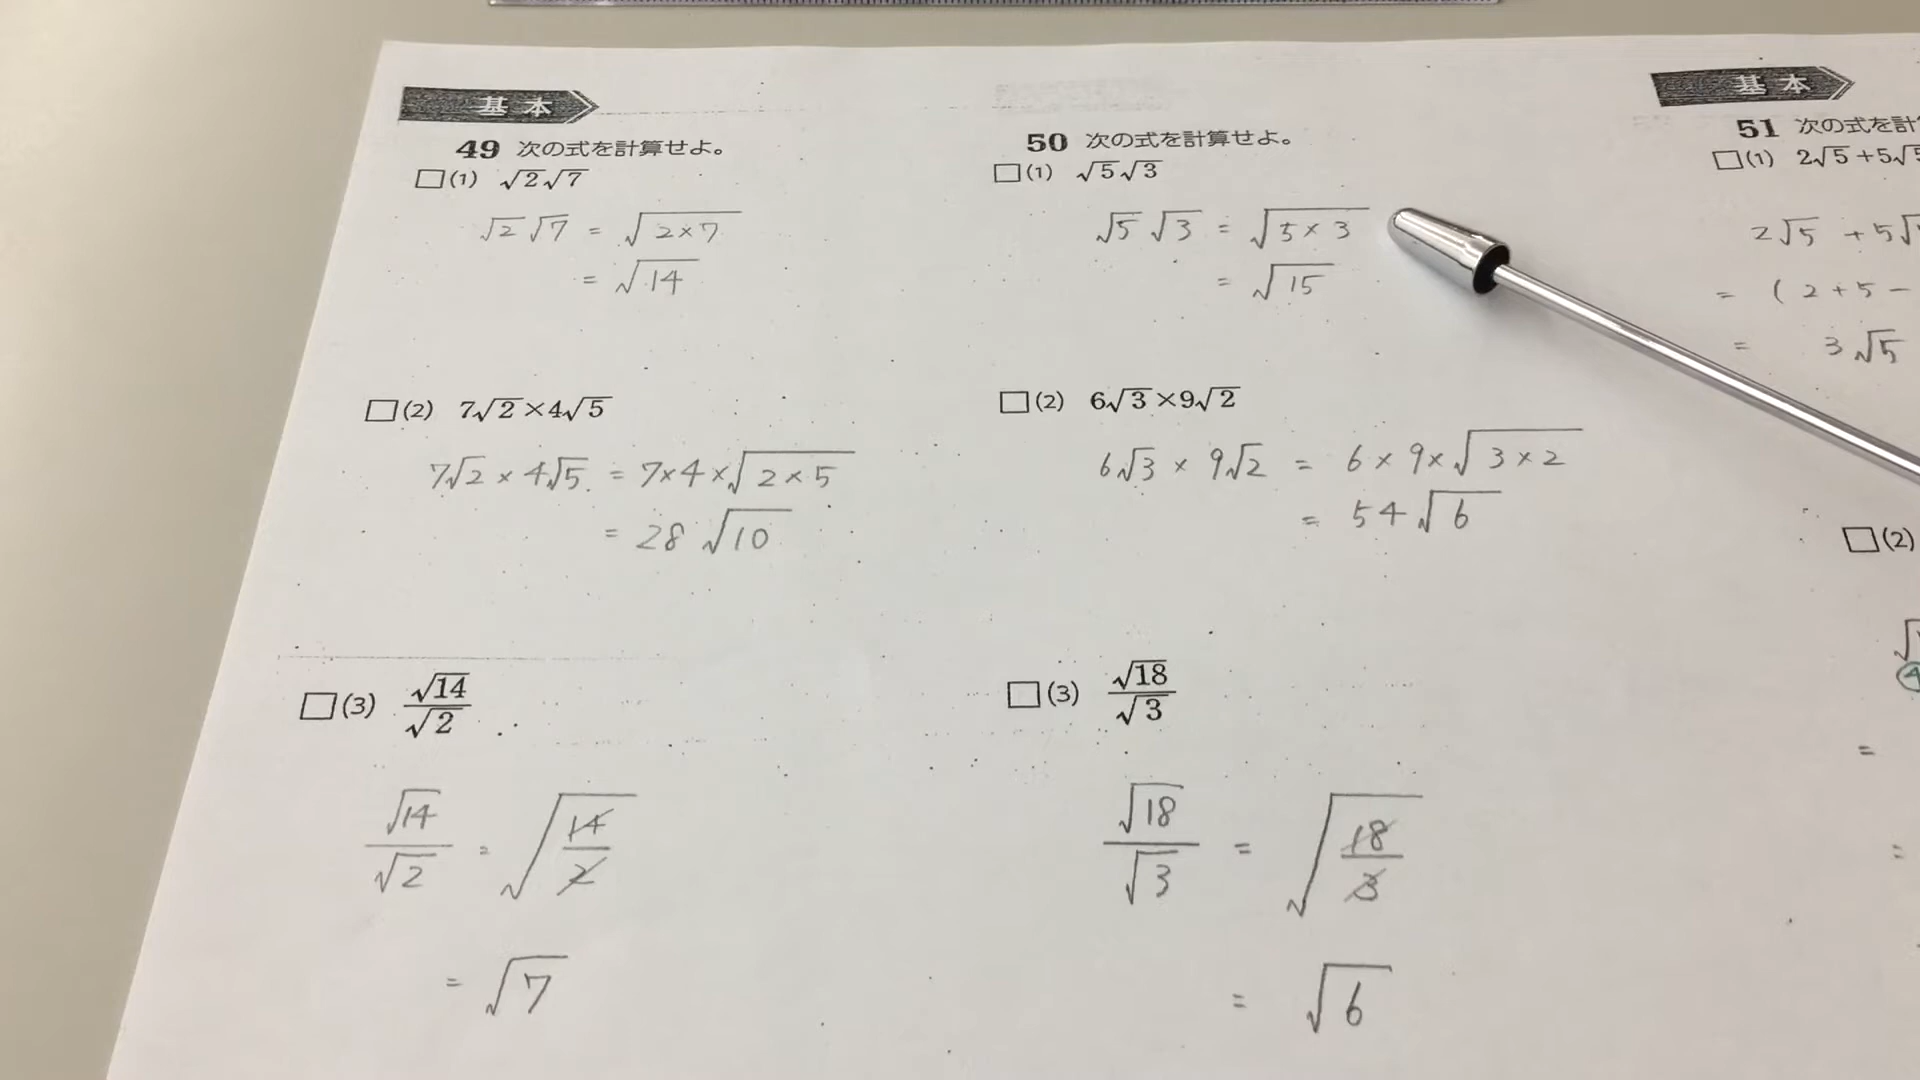 基本
49 次の式を計算せよ。
□(1) √2√7
√2 √7 = √(2×7)
= √14
□(2) 7√2×4√5
7√2 × 4√5 = 7×4×√(2×5)
= 28√10
□(3) √14/√2
√14/√2 = √(14/2)
= √7
50 次の式を計算せよ。
□(1) √5√3
√5 √3 = √(5×3)
= √15
□(2) 6√3×9√2
6√3 × 9√2 = 6×9×√(3×2)
= 54√6
□(3) √18/√3
√18/√3 = √(18/3)
= √6
基本
51 次の式を計
□(1) 2√5+5√5
2√5 + 5√
= (2+5−
= 3√5
□(2)
=
=